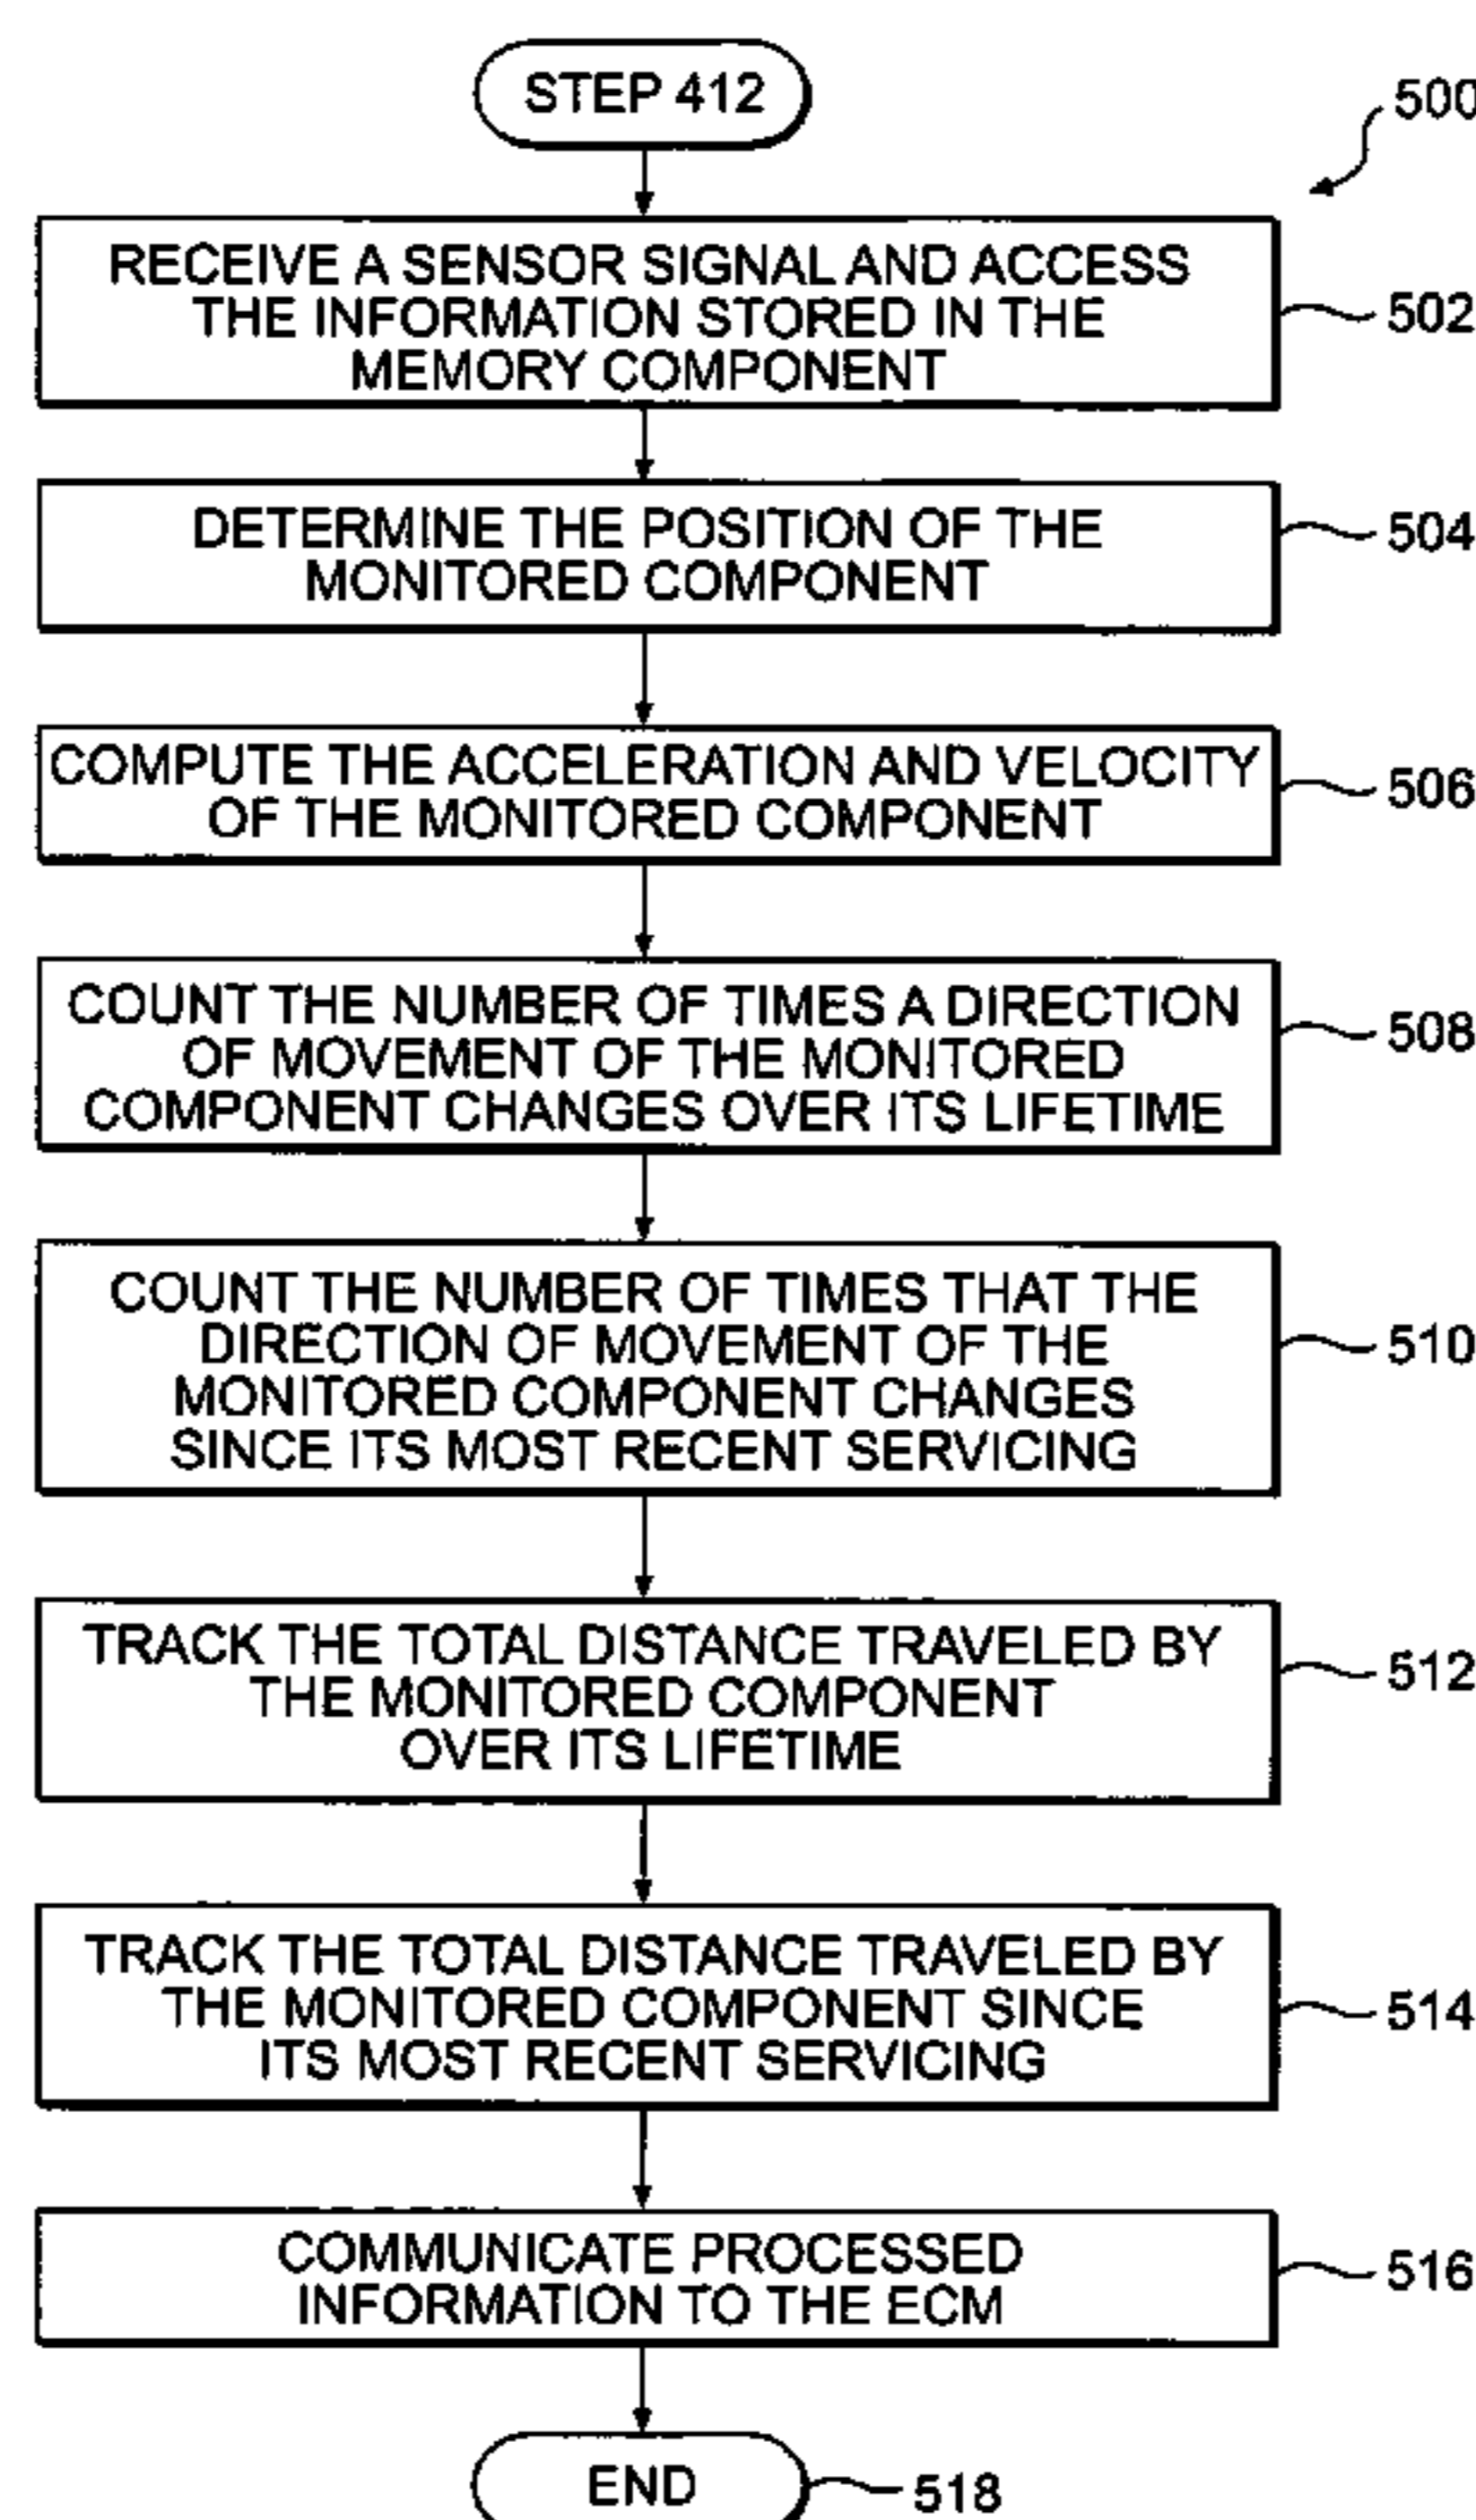 STEP 412
500
RECEIVE A SENSOR SIGNAL AND ACCESS
THE INFORMATION STORED IN THE
MEMORY COMPONENT
502
DETERMINE THE POSITION OF THE
MONITORED COMPONENT
504
COMPUTE THE ACCELERATION AND VELOCITY
OF THE MONITORED COMPONENT
506
COUNT THE NUMBER OF TIMES A DIRECTION
OF MOVEMENT OF THE MONITORED
COMPONENT CHANGES OVER ITS LIFETIME
508
COUNT THE NUMBER OF TIMES THAT THE
DIRECTION OF MOVEMENT OF THE
MONITORED COMPONENT CHANGES
SINCE ITS MOST RECENT SERVICING
510
TRACK THE TOTAL DISTANCE TRAVELED BY
THE MONITORED COMPONENT
OVER ITS LIFETIME
512
TRACK THE TOTAL DISTANCE TRAVELED BY
THE MONITORED COMPONENT SINCE
ITS MOST RECENT SERVICING
514
COMMUNICATE PROCESSED
INFORMATION TO THE ECM
516
END
518